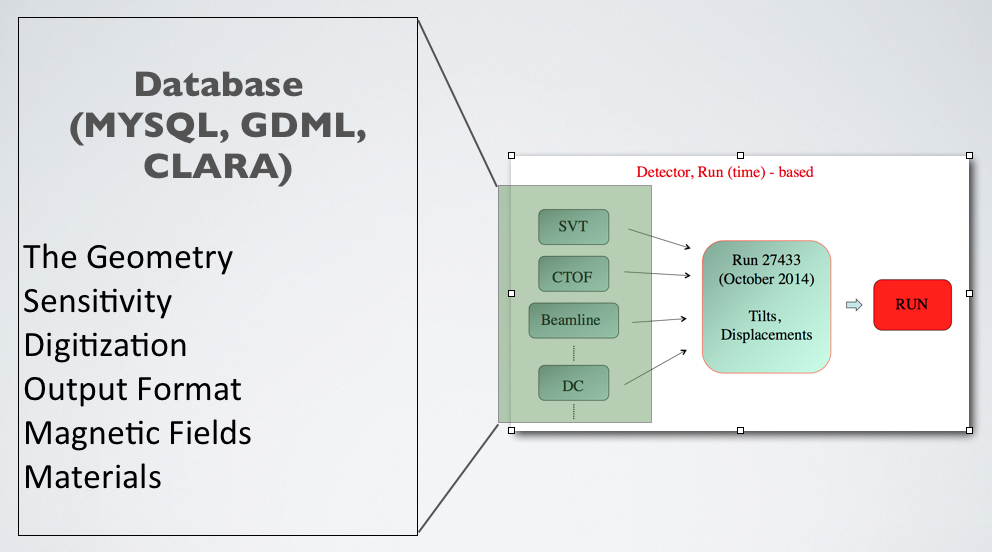 Database
(MYSQL, GDML,
CLARA)
The Geometry
Sensitivity
Digitization
Output Format
Magnetic Fields
Materials
Detector, Run (time) - based
SVT
CTOF
Beamline
DC
Run 27433
(October 2014)
Tilts,
Displacements
RUN